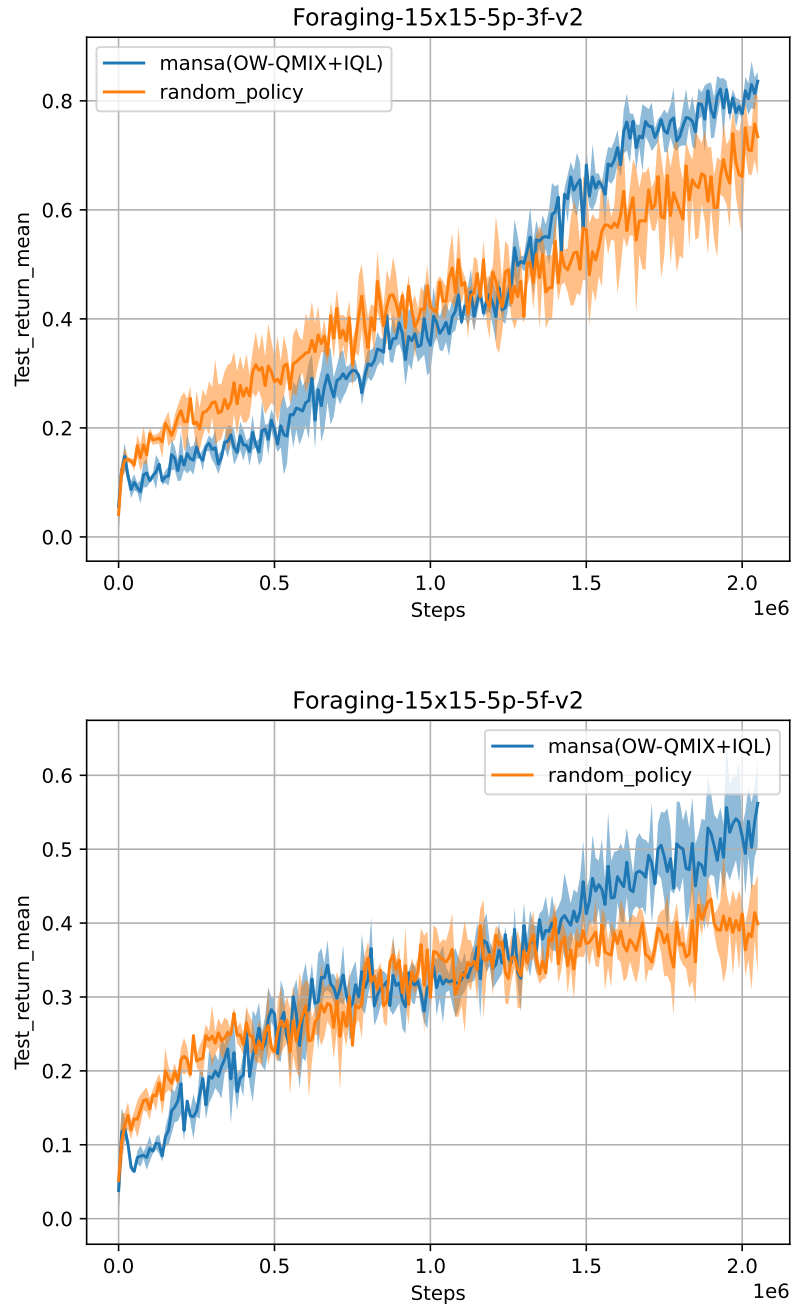 Foraging-15x15-5p-3f-v2
mansa(OW-QMIX+IQL)
random_policy
0.8
0.6
0.4
0.2
0.0
Test_return_mean
0.0 0.5 1.0 1.5 2.0
Steps
1e6
Foraging-15x15-5p-5f-v2
mansa(OW-QMIX+IQL)
random_policy
0.6
0.5
0.4
0.3
0.2
0.1
0.0
Test_return_mean
0.0 0.5 1.0 1.5 2.0
Steps
1e6